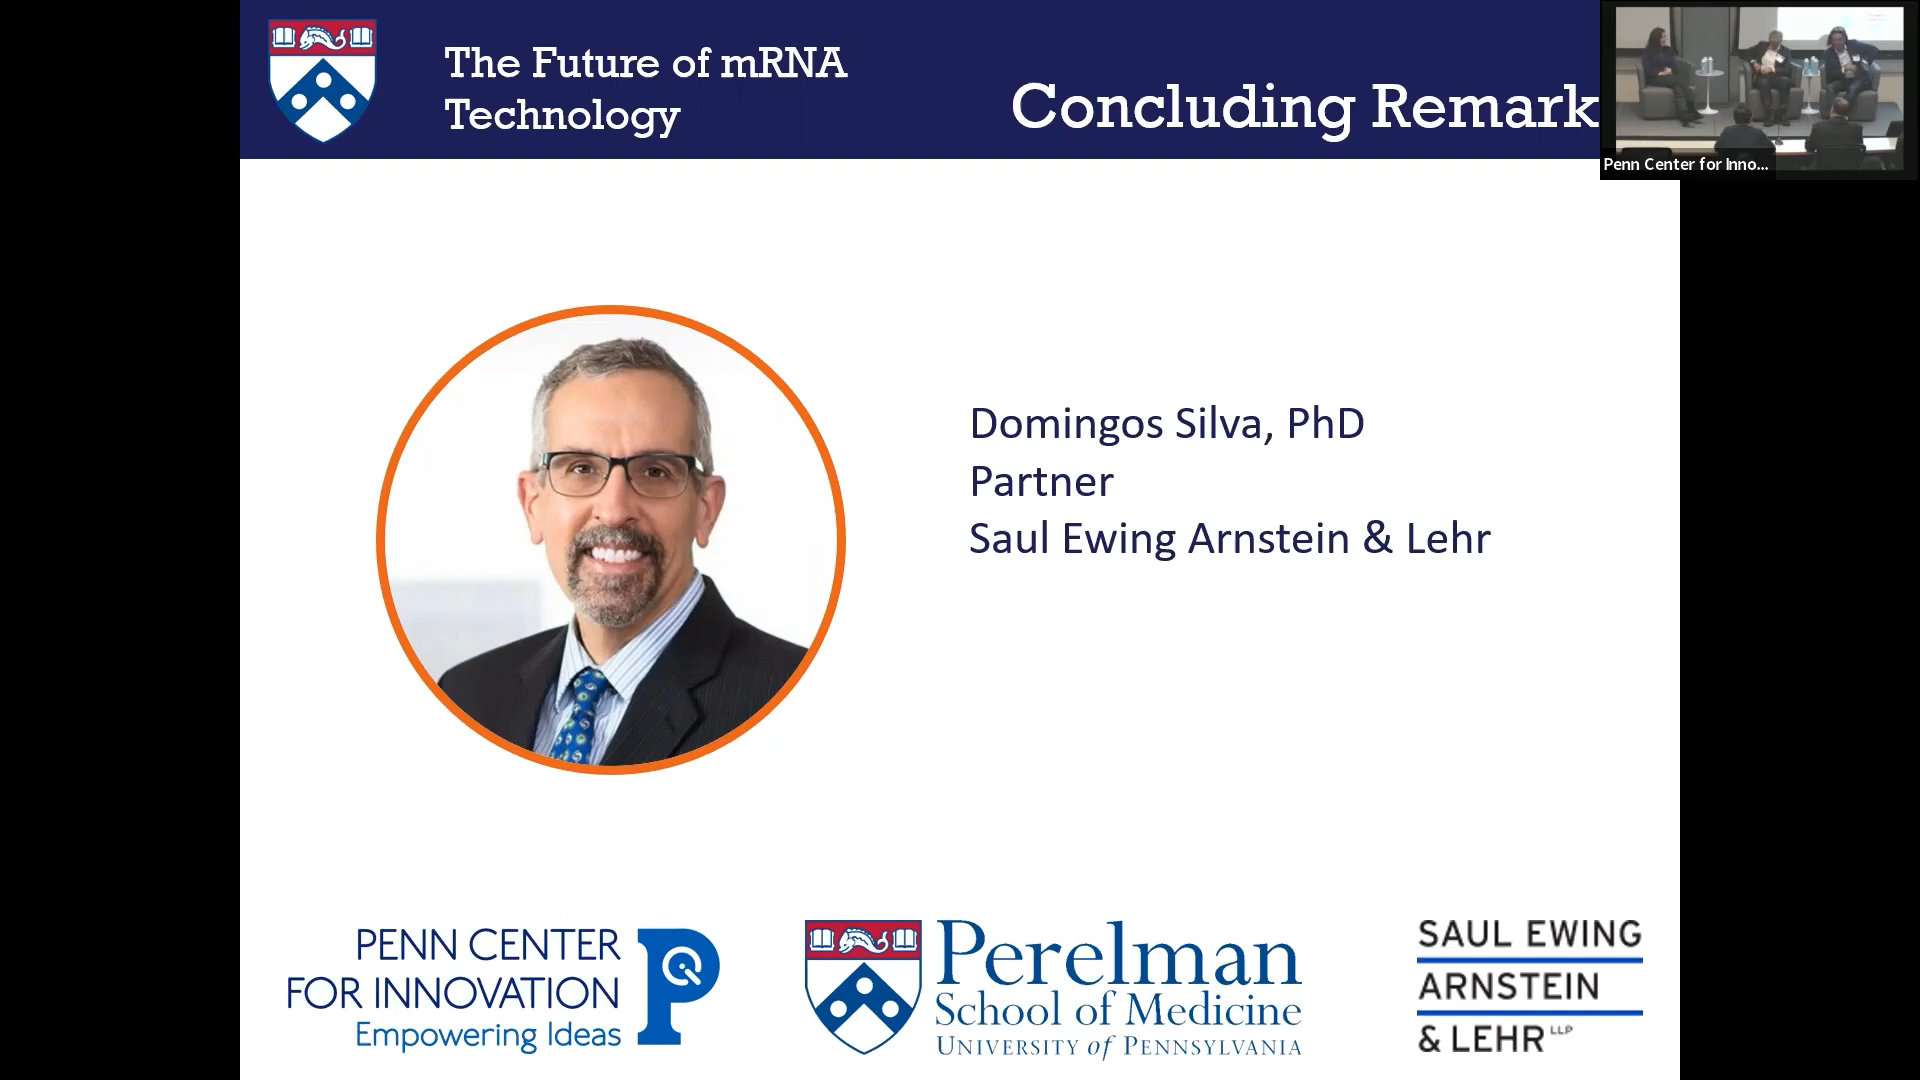 The Future of mRNA
Technology
Concluding Remark
Penn Center for Inno...
Domingos Silva, PhD
Partner
Saul Ewing Arnstein & Lehr
PENN CENTER
FOR INNOVATION
Empowering Ideas
Perelman
School of Medicine
UNIVERSITY of PENNSYLVANIA
SAUL EWING
ARNSTEIN
& LEHR LLP